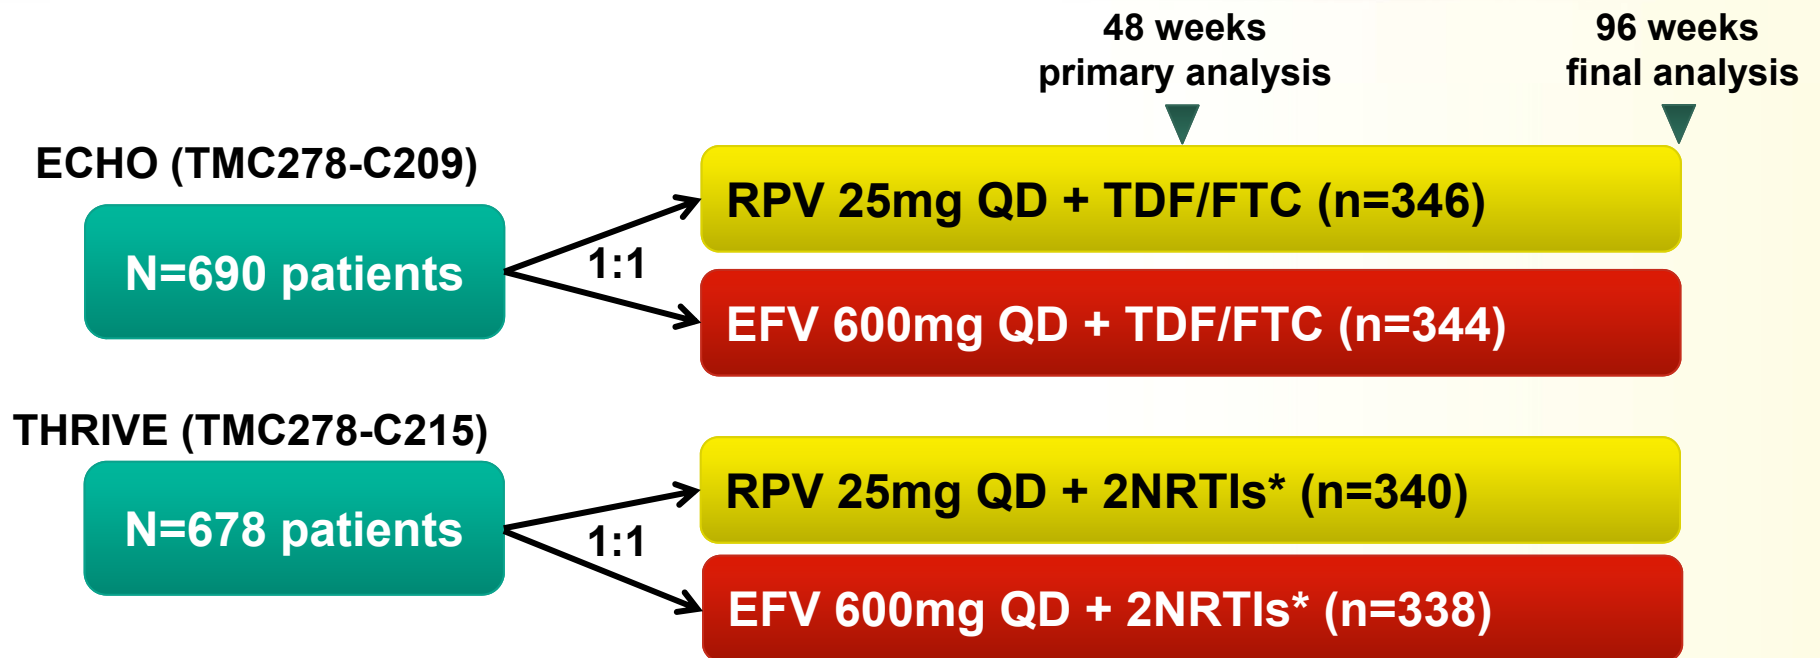 48 weeks
primary analysis
96 weeks
final analysis
ECHO (TMC278-C209)
N=690 patients
1:1
RPV 25mg QD + TDF/FTC (n=346)
EFV 600mg QD + TDF/FTC (n=344)
THRIVE (TMC278-C215)
N=678 patients
1:1
RPV 25mg QD + 2NRTIs* (n=340)
EFV 600mg QD + 2NRTIs* (n=338)